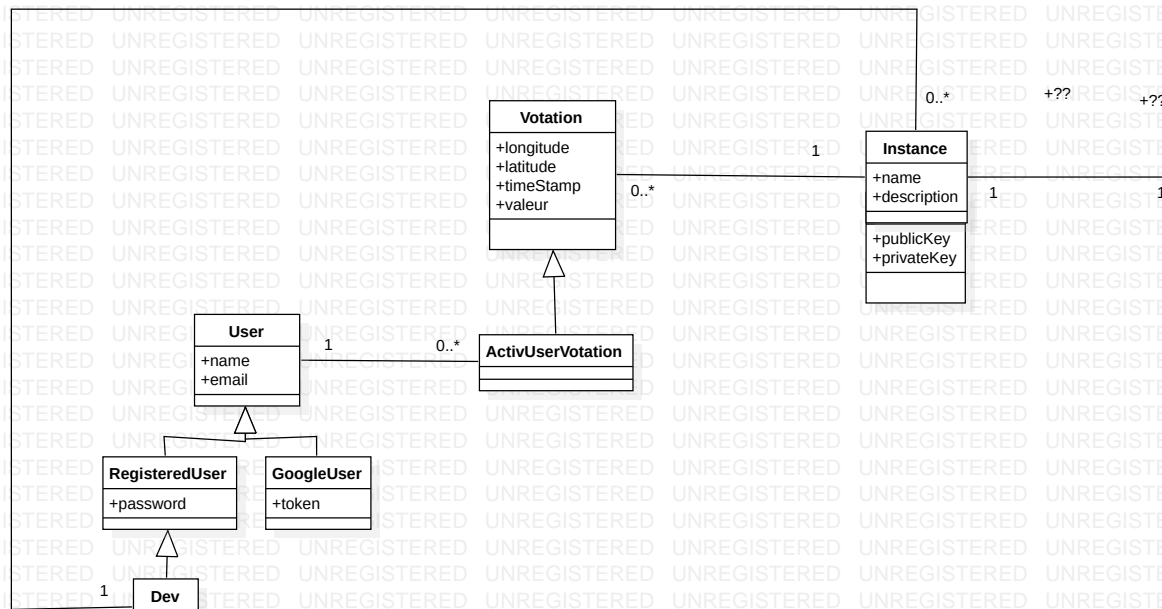 UNREGISTERED
0..*
+??
+??
Votation
+longitude
+latitude
+timeStamp
+valeur
0..*
1
Instance
+name
+description
+publicKey
+privateKey
1
1
User
+name
+email
1
0..*
ActivUserVotation
RegisteredUser
+password
GoogleUser
+token
1
Dev